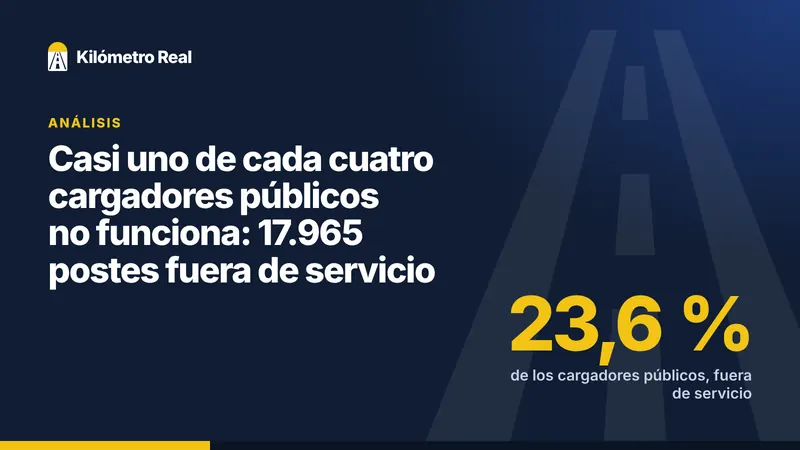 Kilómetro Real
ANÁLISIS
Casi uno de cada cuatro
cargadores públicos
no funciona: 17.965
postes fuera de servicio
23,6 %
de los cargadores públicos, fuera
de servicio